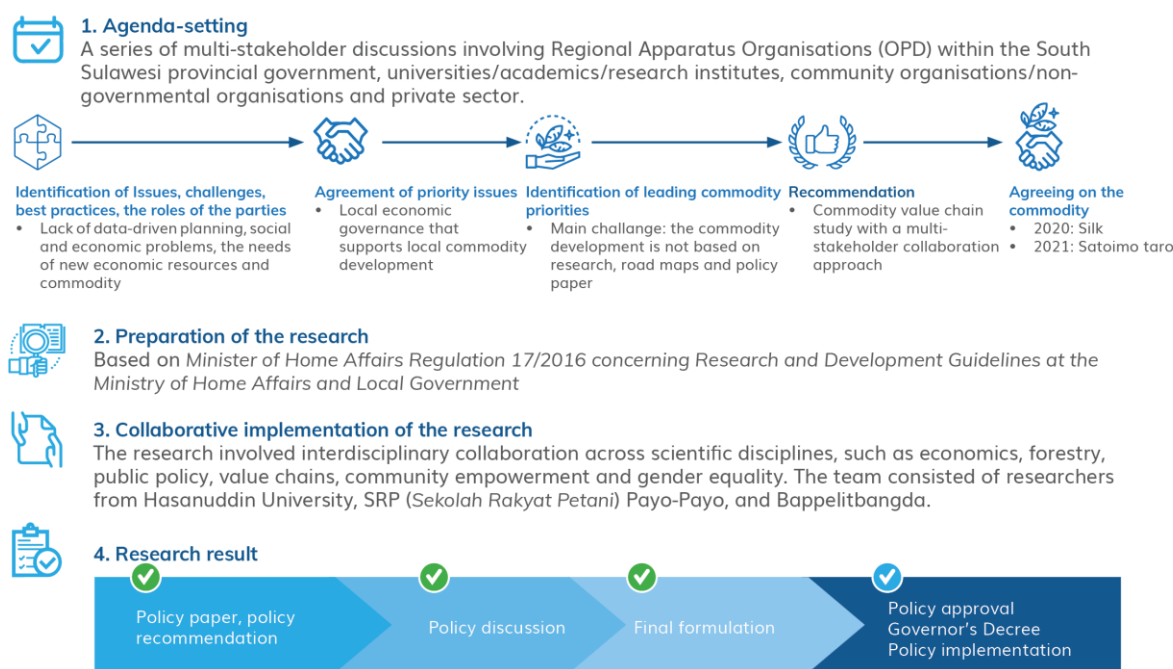 1. Agenda-setting
A series of multi-stakeholder discussions involving Regional Apparatus Organisations (OPD) within the South
Sulawesi provincial government, universities/academics/research institutes, community organisations/non-
governmental organisations and private sector.
Identification of Issues, challenges,
best practices, the roles of the parties
• Lack of data-driven planning, social
and economic problems, the needs
of new economic resources and
commodity
Agreement of priority issues
• Local economic
governance that
supports local commodity
development
Identification of leading commodity
priorities
• Main challange: the commodity
development is not based on
research, road maps and policy
paper
Recommendation
• Commodity value chain
study with a multi-
stakeholder collaboration
approach
Agreeing on the
commodity
• 2020: Silk
• 2021: Satoimo taro
2. Preparation of the research
Based on Minister of Home Affairs Regulation 17/2016 concerning Research and Development Guidelines at the
Ministry of Home Affairs and Local Government
3. Collaborative implementation of the research
The research involved interdisciplinary collaboration across scientific disciplines, such as economics, forestry,
public policy, value chains, community empowerment and gender equality. The team consisted of researchers
from Hasanuddin University, SRP (Sekolah Rakyat Petani) Payo-Payo, and Bappelitbangda.
4. Research result
Policy paper, policy
recommendation
Policy discussion
Final formulation
Policy approval
Governor's Decree
Policy implementation